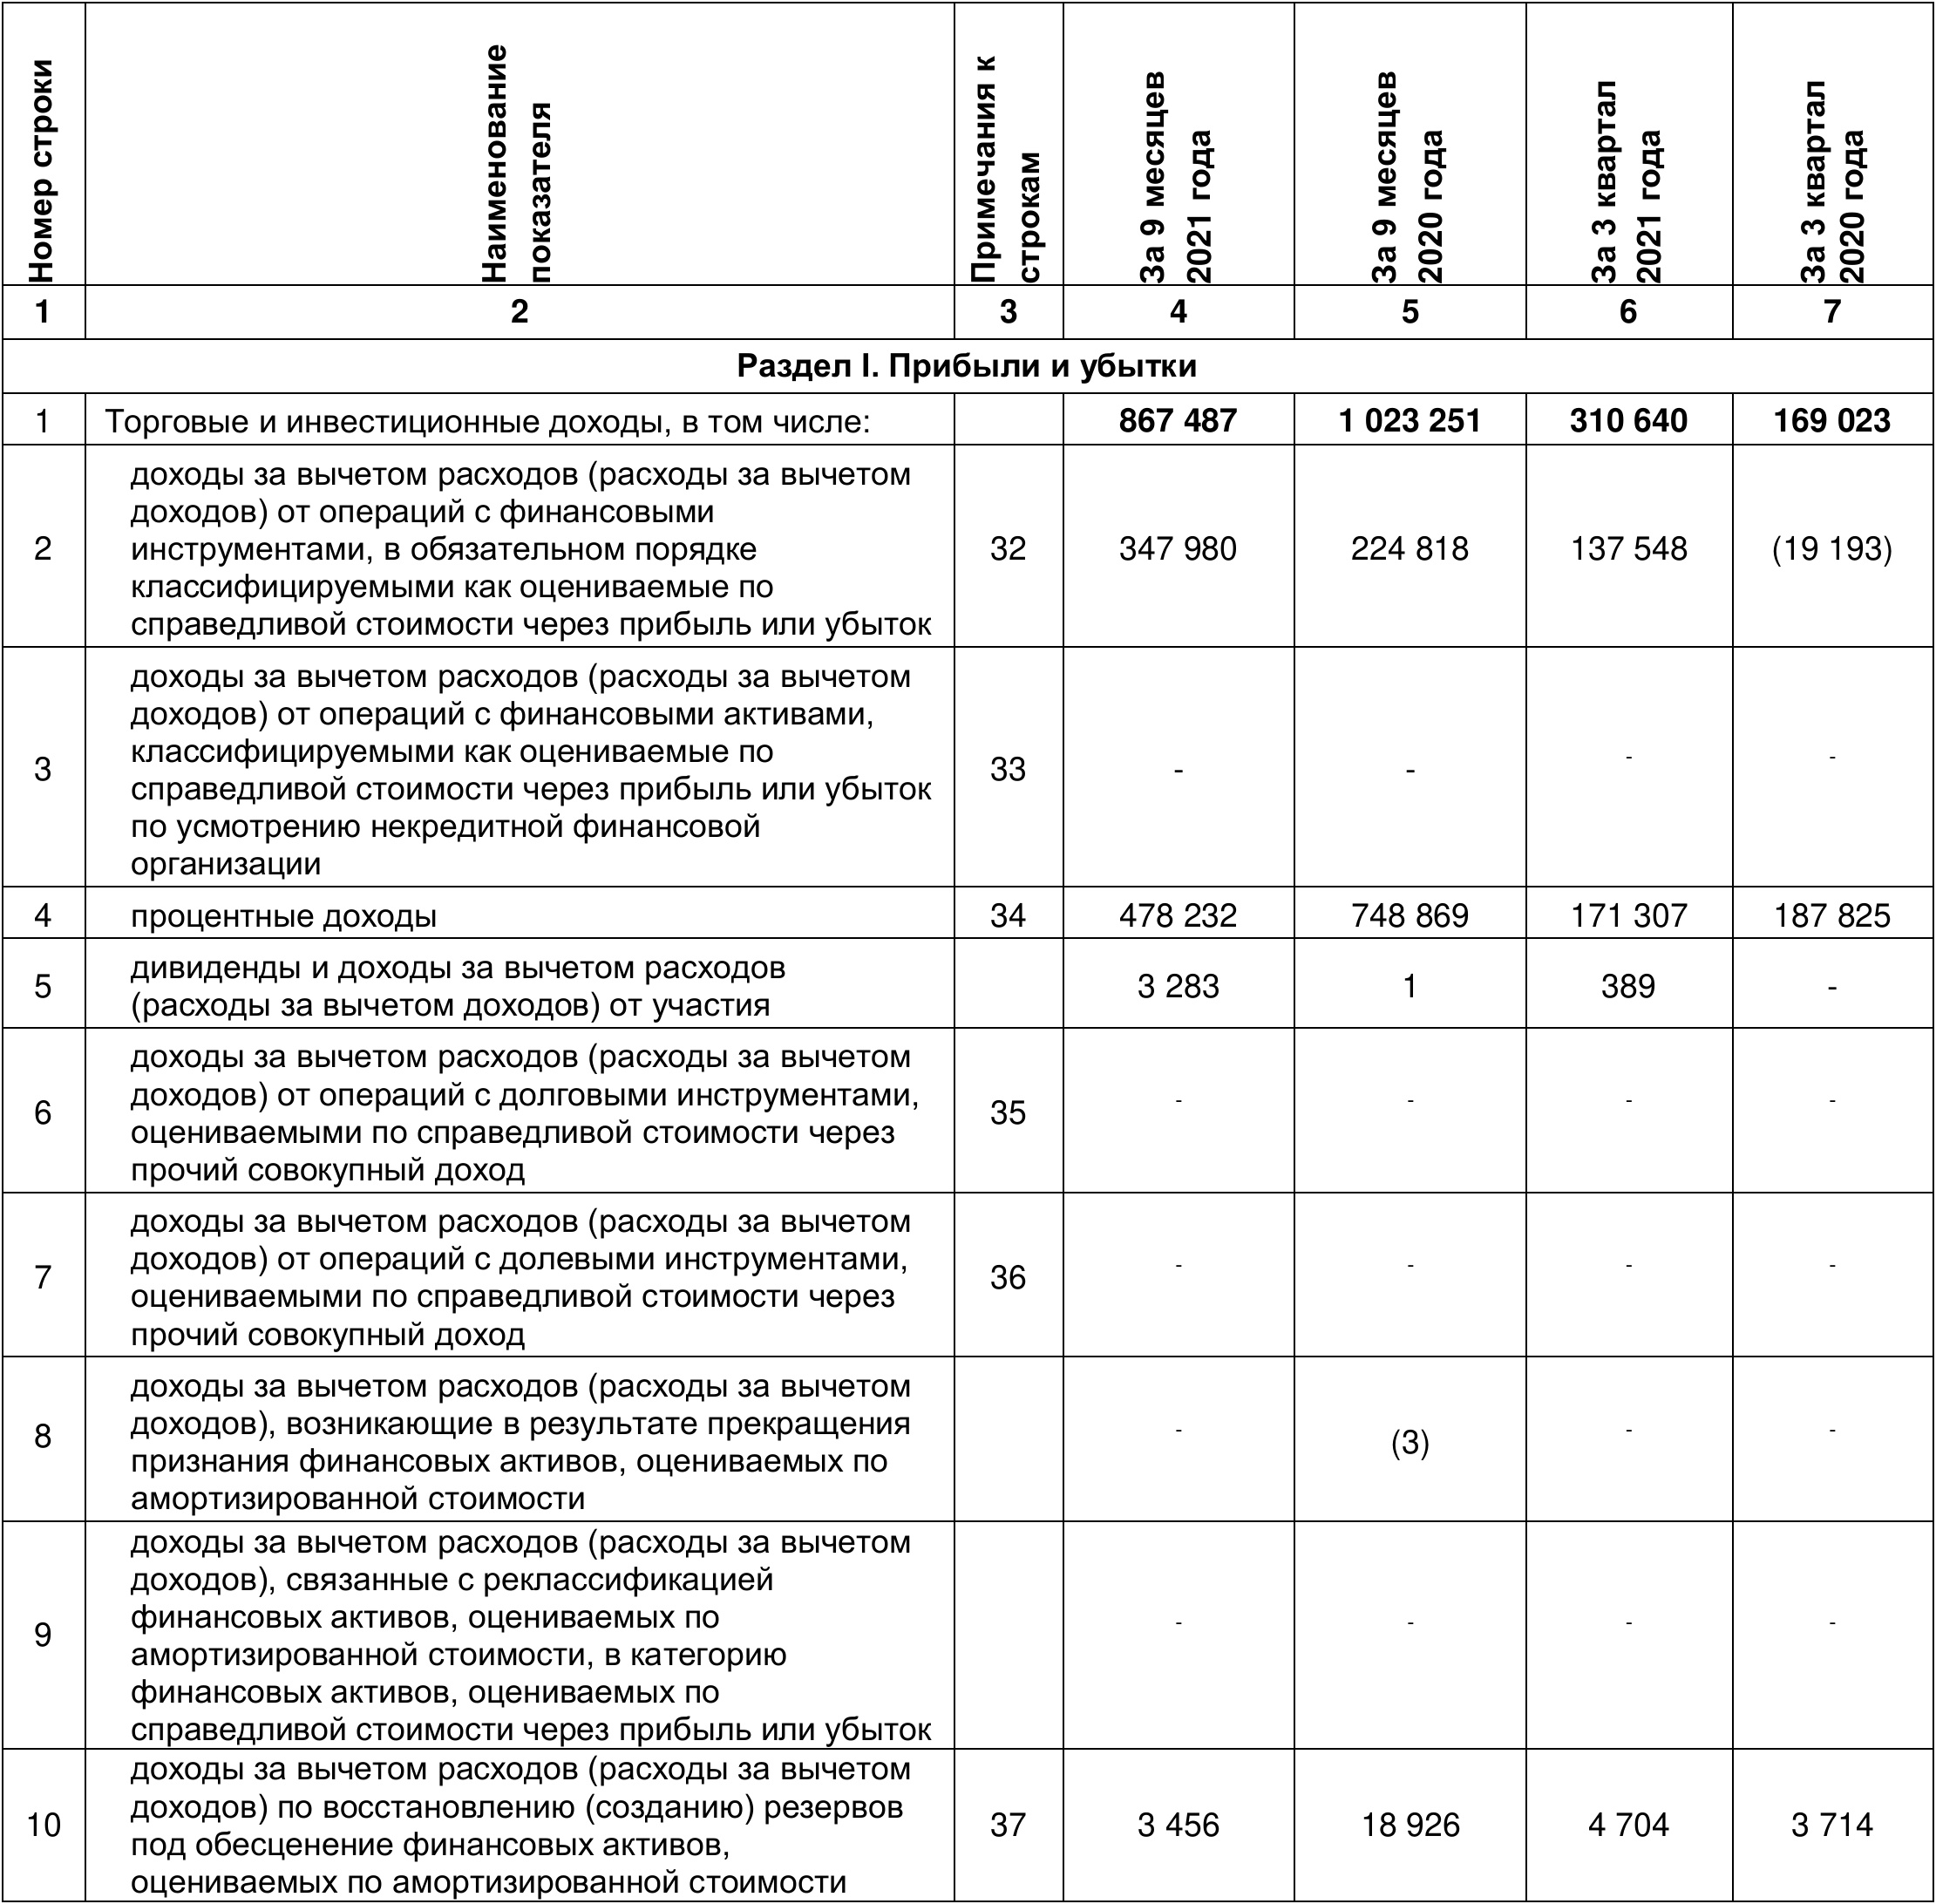 Номер строки
Наименование
показателя
Примечания к
строкам
За 9 месяцев
2021 года
За 9 месяцев
2020 года
За 3 квартал
2021 года
За 3 квартал
2020 года
1 2 3 4 5 6 7
Раздел I. Прибыли и убытки
1 Торговые и инвестиционные доходы, в том числе: 867 487 1 023 251 310 640 169 023
доходы за вычетом расходов (расходы за вычетом
доходов) от операций с финансовыми
2 инструментами, в обязательном порядке 32 347 980 224 818 137 548 (19 193)
классифицируемыми как оцениваемые по
справедливой стоимости через прибыль или убыток
доходы за вычетом расходов (расходы за вычетом
доходов) от операций с финансовыми активами,
классифицируемыми как оцениваемые по
3 33 - - - -
справедливой стоимости через прибыль или убыток
по усмотрению некредитной финансовой
организации
4 процентные доходы 34 478 232 748 869 171 307 187 825
дивиденды и доходы за вычетом расходов
5 3 283 1 389 -
(расходы за вычетом доходов) от участия
доходы за вычетом расходов (расходы за вычетом
доходов) от операций с долговыми инструментами,
6 35 - - - -
оцениваемыми по справедливой стоимости через
прочий совокупный доход
доходы за вычетом расходов (расходы за вычетом
доходов) от операций с долевыми инструментами,
7 36 - - - -
оцениваемыми по справедливой стоимости через
прочий совокупный доход
доходы за вычетом расходов (расходы за вычетом
доходов), возникающие в результате прекращения
8 - (3) - -
признания финансовых активов, оцениваемых по
амортизированной стоимости
доходы за вычетом расходов (расходы за вычетом
доходов), связанные с реклассификацией
финансовых активов, оцениваемых по
9 - - - -
амортизированной стоимости, в категорию
финансовых активов, оцениваемых по
справедливой стоимости через прибыль или убыток
доходы за вычетом расходов (расходы за вычетом
доходов) по восстановлению (созданию) резервов
10 37 3 456 18 926 4 704 3 714
под обесценение финансовых активов,
оцениваемых по амортизированной стоимости